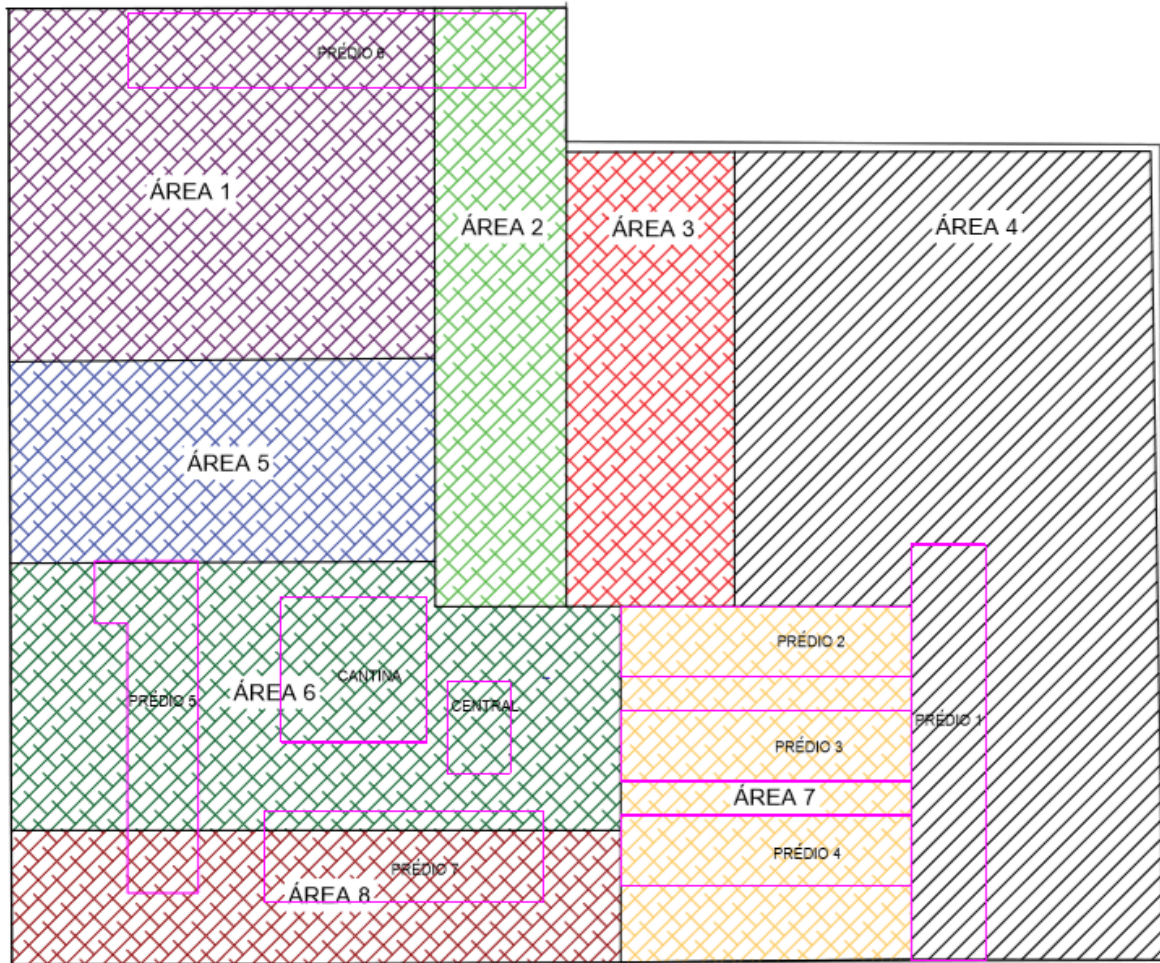 PRÉDIO 6
ÁREA 1
ÁREA 2
ÁREA 3
ÁREA 4
ÁREA 5
PRÉDIO 2
CANTINA
ÁREA 6
PRÉDIO 5
CENTRAL
PRÉDIO 1
PRÉDIO 3
ÁREA 7
PRÉDIO 4
PRÉDIO 7
ÁREA 8